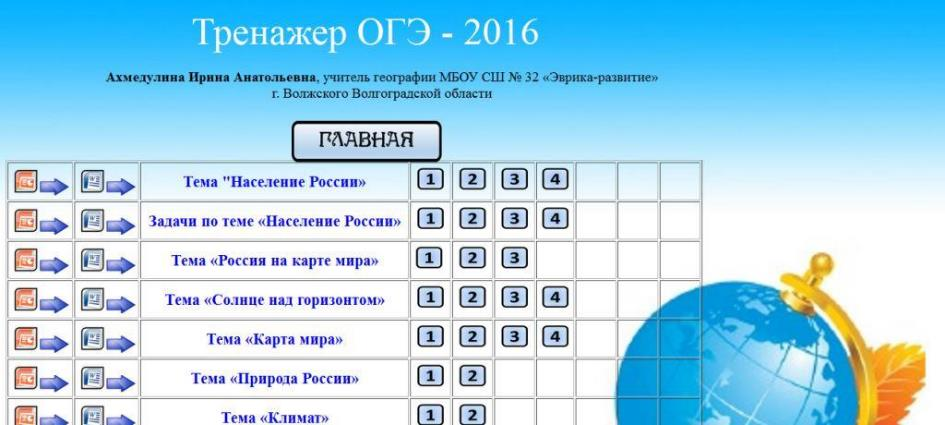 Тренажер ОГЭ - 2016
Ахмедулина Ирина Анатольевна, учитель географии МБОУ СШ № 32 «Эврика-развитие»
г. Волжского Волгоградской области
ГЛАВНАЯ
Тема "Население России» 1 2 3 4
Задачи по теме «Население России» 1 2 3 4
Тема «Россия на карте мира» 1 2 3
Тема «Солнце над горизонтом» 1 2 3 4
Тема «Карта мира» 1 2 3 4
Тема «Природа России» 1 2
Тема «Климат» 1 2